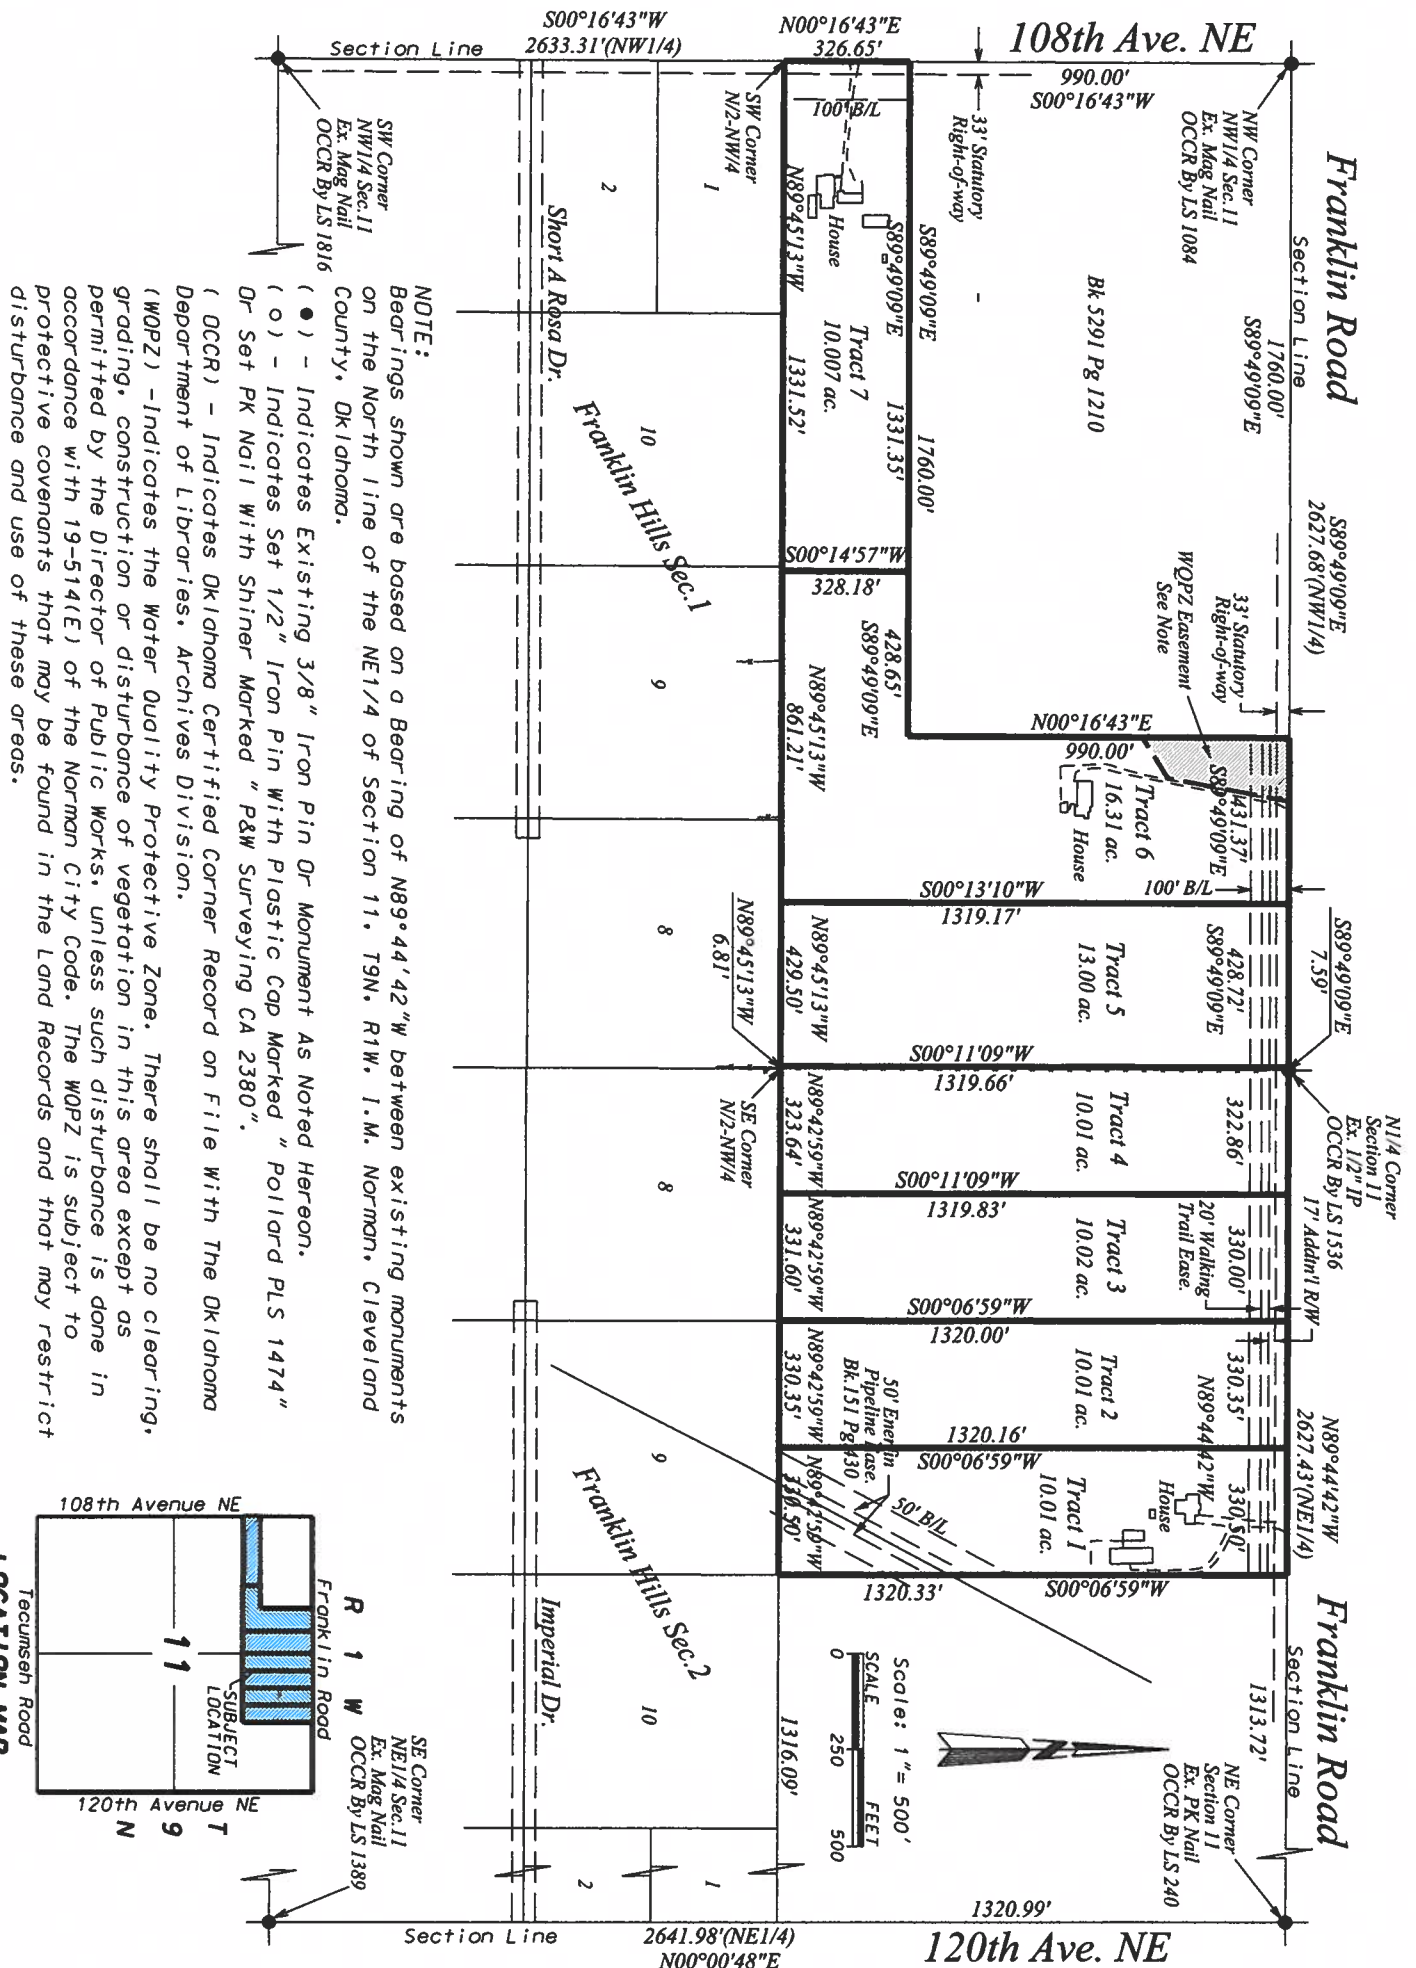 108th Ave. NE
S00°16'43"W
2633.31'(NW1/4)
Section Line
N00°16'43"E
326.65'
990.00'
S00°16'43"W
Franklin Road
Section Line
1760.00'
S89°49'09"E
NW Corner
NW1/4 Sec.11
Ex. Mag Nail
OCCR By LS 1084
33' Statutory
Right-of-way
Bk 5291 Pg 1210
SW Corner
N/2-NW/4
SW Corner
NW1/4 Sec.11
Ex. Mag Nail
OCCR By LS 1816
100' B/L
S89°49'09"E
1760.00'
S89°49'09"E
1331.35'
House
Tract 7
10.007 ac.
N89°45'13"W
1331.52'
S00°14'57"W
328.18'
S89°49'09"E
2627.68'(NW1/4)
33' Statutory
Right-of-way
WQPZ Easement
See Note
428.65'
S89°49'09"E
N89°45'13"W
861.21'
N00°16'43"E
990.00'
431.37'
S89°49'09"E
Tract 6
16.31 ac.
House
100' B/L
S00°13'10"W
1319.17'
S89°49'09"E
7.59'
428.72'
S89°49'09"E
Tract 5
13.00 ac.
N89°45'13"W
429.50'
N89°45'13"W
6.81'
S00°11'09"W
1319.66'
N1/4 Corner
Section 11
Ex. 1/2" IP
OCCR By LS 1536
SE Corner
N/2-NW/4
322.86'
Tract 4
10.01 ac.
N89°42'59"W
323.64'
S00°11'09"W
1319.83'
17' Addtn'l R/W
330.00'
20' Walking
Trail Ease.
Tract 3
10.02 ac.
N89°42'59"W
331.60'
S00°06'59"W
1320.00'
330.35'
Tract 2
10.01 ac.
N89°42'59"W
330.35'
50' Enerfin
Pipeline Ease.
Bk.151 Pg.430
1320.16'
S00°06'59"W
N89°44'42"W
2627.43'(NE1/4)
N89°44'42"W
330.50'
House
Tract 1
10.01 ac.
50' B/L
N89°42'59"W
330.50'
S00°06'59"W
1320.33'
Franklin Road
Section Line
1313.72'
NE Corner
Section 11
Ex. PK Nail
OCCR By LS 240
Scale: 1"= 500'
SCALE FEET
0 250 500
1316.09'
1320.99'
120th Ave. NE
2641.98'(NE1/4)
N00°00'48"E
Section Line
SE Corner
NE1/4 Sec.11
Ex. Mag Nail
OCCR By LS 1389
Short A Rosa Dr.
Franklin Hills Sec.1
1
2
10
9
8
Imperial Dr.
Franklin Hills Sec.2
8
9
10
1
2
NOTE:
Bearings shown are based on a Bearing of N89°44'42"W between existing monuments
on the North line of the NE1/4 of Section 11, T9N, R1W, I.M. Norman, Cleveland
County, Oklahoma.
( ● ) - Indicates Existing 3/8" Iron Pin Or Monument As Noted Hereon.
( o ) - Indicates Set 1/2" Iron Pin With Plastic Cap Marked "Pollard PLS 1474"
Or Set PK Nail With Shiner Marked "P&W Surveying CA 2380".
( OCCR) - Indicates Oklahoma Certified Corner Record on File With The Oklahoma
Department of Libraries, Archives Division.
(WQPZ) -Indicates the Water Quality Protective Zone. There shall be no clearing,
grading, construction or disturbance of vegetation in this area except as
permitted by the Director of Public Works, unless such disturbance is done in
accordance with 19-514(E) of the Norman City Code. The WQPZ is subject to
protective covenants that may be found in the Land Records and that may restrict
disturbance and use of these areas.
R 1 W
Franklin Road
108th Avenue NE
11
SUBJECT
LOCATION
120th Avenue NE
T
9
N
Tecumseh Road